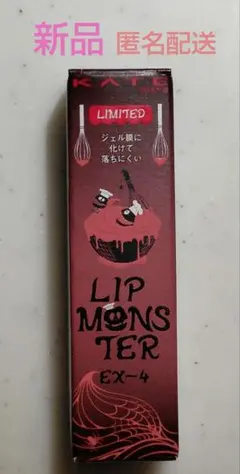 新品 匿名配送
KATE
LIMITED
ジェル膜に
化けて
落ちにくい
LIP
MONS
TER
EX-4